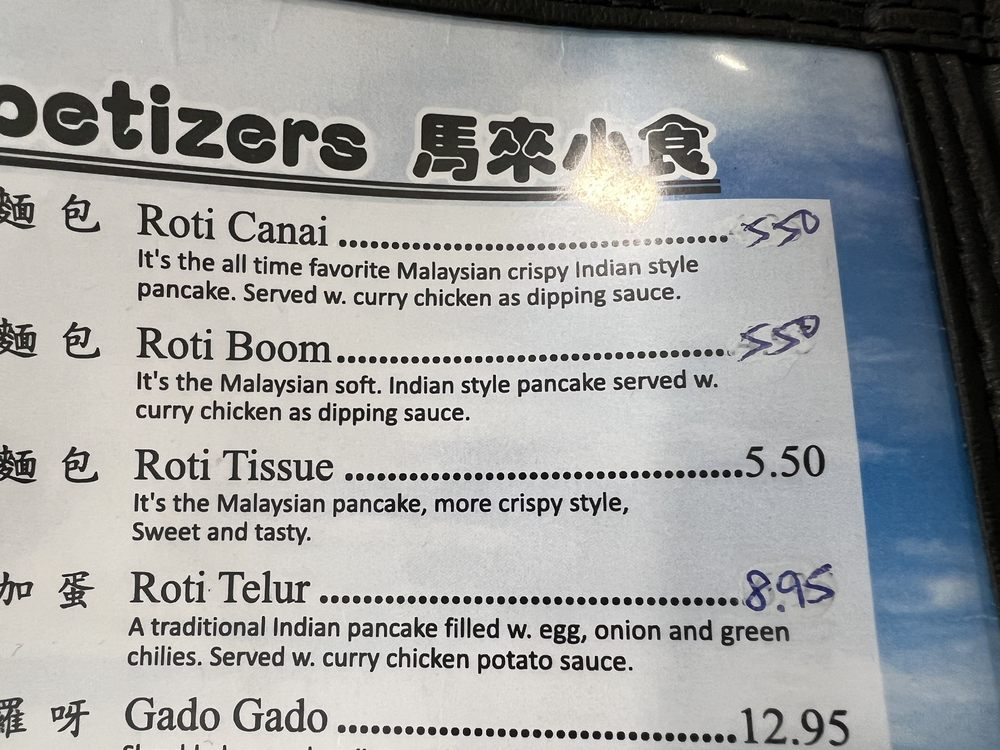 petizers 馬來小食
麵 包 Roti Canai ........................................ 550
It's the all time favorite Malaysian crispy Indian style
pancake. Served w. curry chicken as dipping sauce.
麵 包 Roti Boom ........................................ 550
It's the Malaysian soft. Indian style pancake served w.
curry chicken as dipping sauce.
麵 包 Roti Tissue ........................................ 5.50
It's the Malaysian pancake, more crispy style,
Sweet and tasty.
加 蛋 Roti Telur ........................................ 8.95
A traditional Indian pancake filled w. egg, onion and green
chilies. Served w. curry chicken potato sauce.
羅 呀 Gado Gado ........................................ 12.95